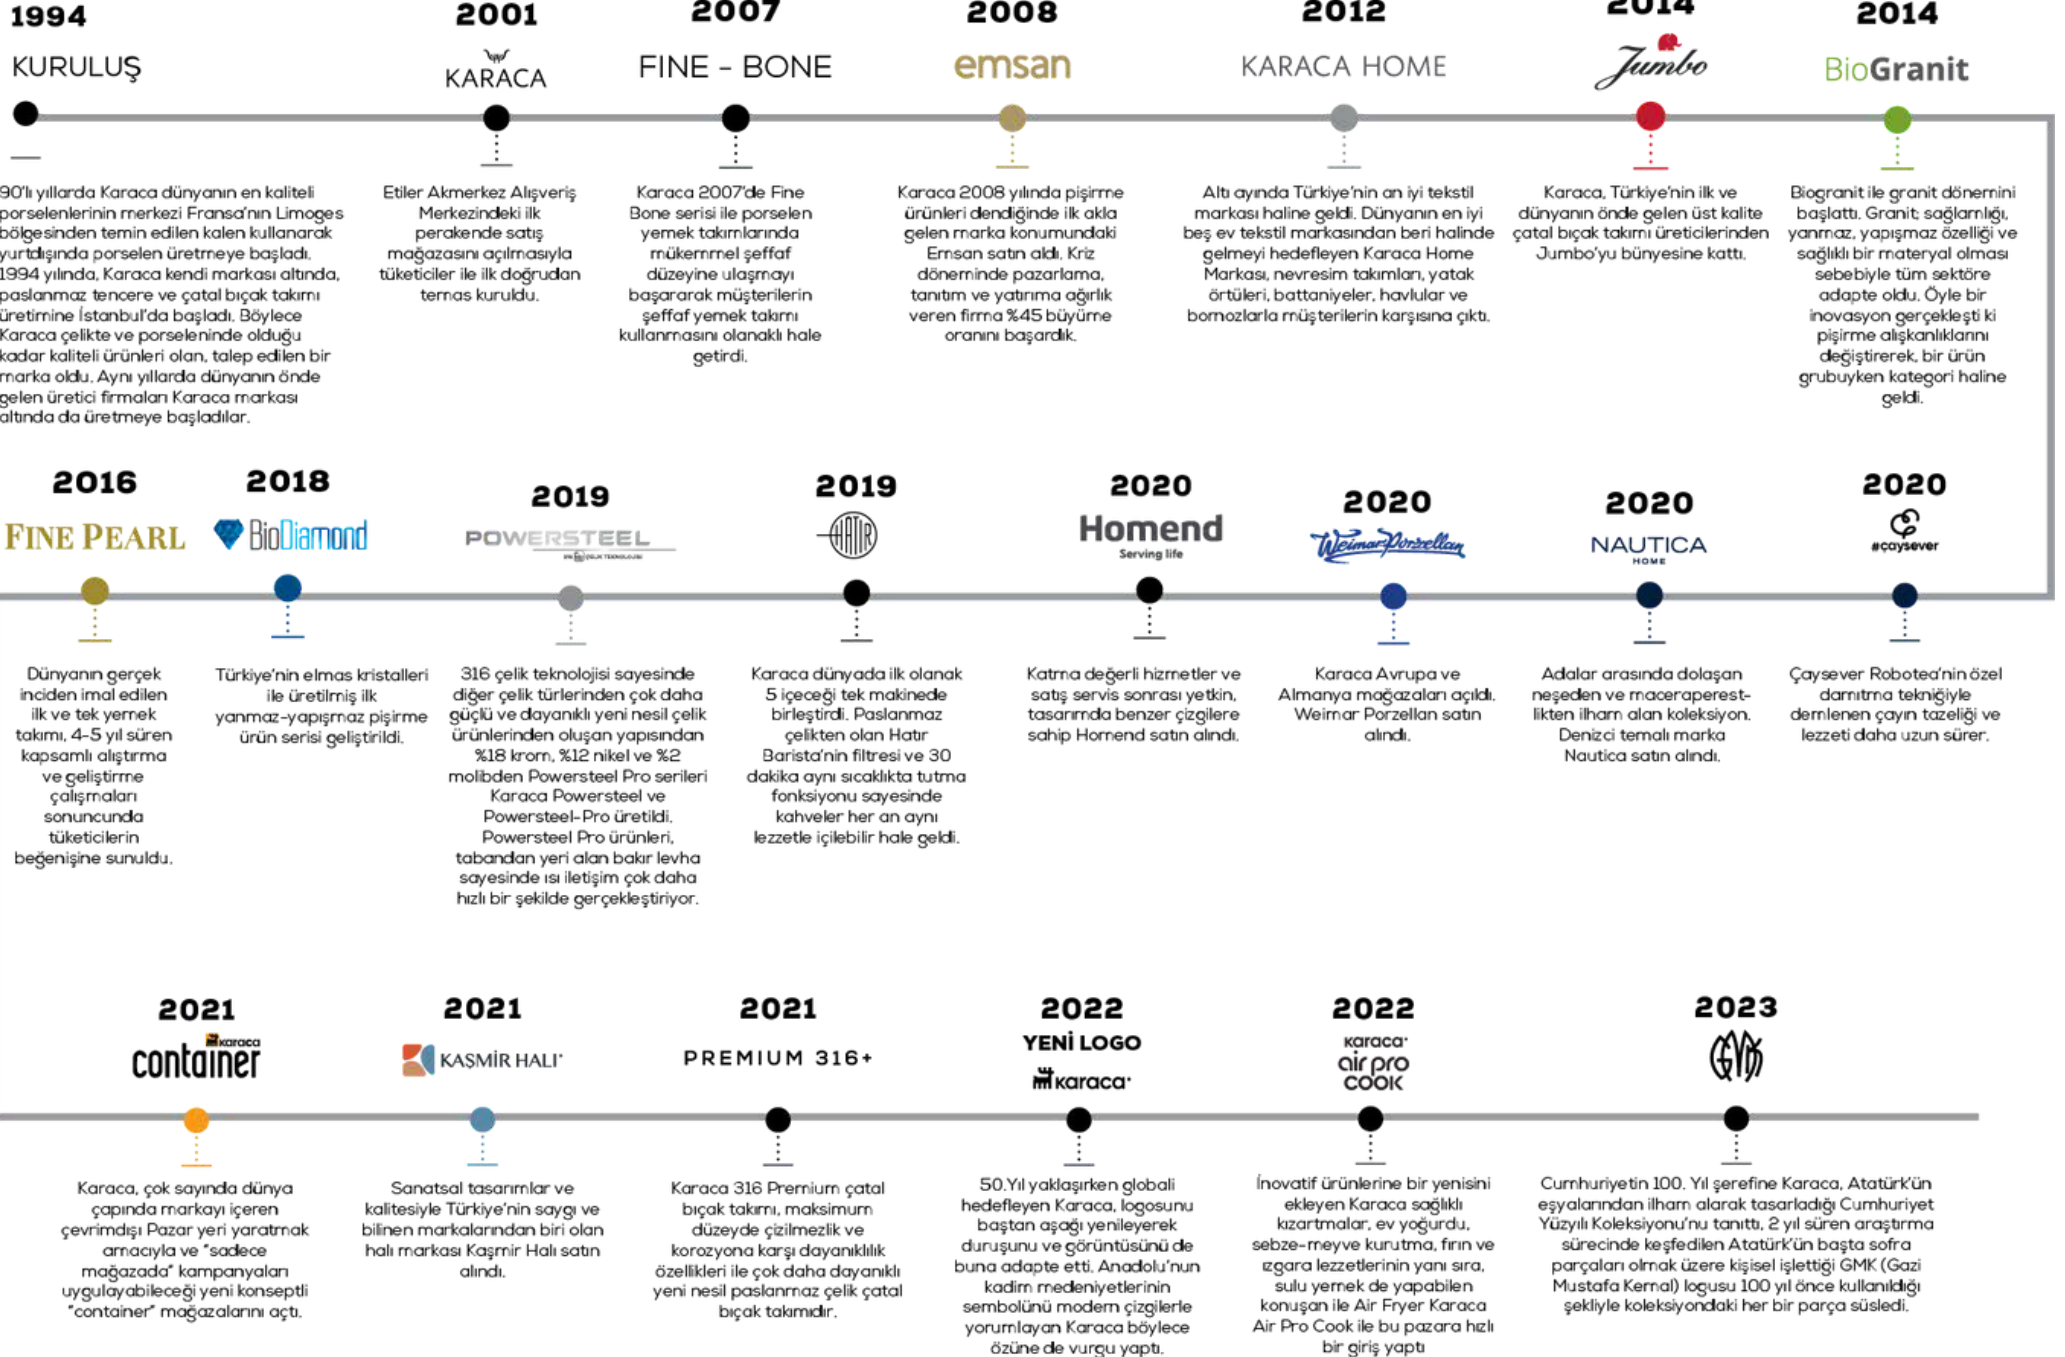 1994
KURULUŞ
90'lı yıllarda Karaca dünyanın en kaliteli
porselenlerinin merkezi Fransa'nın Limoges
bölgesinden temin edilen kalen kullanarak
yurtdışında porselen üretmeye başladı.
1994 yılında, Karaca kendi markası altında,
paslanmaz tencere ve çatal bıçak takımı
üretimine İstanbul'da başladı. Böylece
Karaca çelikte ve porseleninde olduğu
kadar kaliteli ürünleri olan, talep edilen bir
marka oldu. Aynı yıllarda dünyanın önde
gelen üretici firmaları Karaca markası
altında da üretmeye başladılar.
2001
KARACA
Etiler Akmerkez Alışveriş
Merkezindeki ilk
perakende satış
mağazasını açılmasıyla
tüketiciler ile ilk doğrudan
temas kuruldu.
2007
FINE - BONE
Karaca 2007'de Fine
Bone serisi ile porselen
yemek takımlarında
mükemmel şeffaf
düzeyine ulaşmayı
başararak müşterilerin
şeffaf yemek takımı
kullanmasını olanaklı hale
getirdi.
2008
emsan
Karaca 2008 yılında pişirme
ürünleri dendiğinde ilk akla
gelen marka konumundaki
Emsan satın aldı. Kriz
döneminde pazarlama,
tanıtım ve yatırıma ağırlık
veren firma %45 büyüme
oranını başardık.
2012
KARACA HOME
Altı ayında Türkiye'nin an iyi tekstil
markası haline geldi. Dünyanın en iyi
beş ev tekstil markasından beri halinde
gelmeyi hedefleyen Karaca Home
Markası, nevresim takımları, yatak
örtüleri, battaniyeler, havlular ve
bornozlarla müşterilerin karşısına çıktı.
2014
Jumbo
Karaca, Türkiye'nin ilk ve
dünyanın önde gelen üst kalite
çatal bıçak takımı üreticilerinden
Jumbo'yu bünyesine kattı.
2014
BioGranit
Biogranit ile granit dönemini
başlattı. Granit; sağlamlığı,
yanmaz, yapışmaz özelliği ve
sağlıklı bir materyal olması
sebebiyle tüm sektöre
adapte oldu. Öyle bir
inovasyon gerçekleşti ki
pişirme alışkanlıklarını
değiştirerek, bir ürün
grubuyken kategori haline
geldi.
2016
FINE PEARL
Dünyanın gerçek
inciden imal edilen
ilk ve tek yemek
takımı, 4-5 yıl süren
kapsamlı alıştırma
ve geliştirme
çalışmaları
sonuncunda
tüketicilerin
beğenişine sunuldu.
2018
BioDiamond
Türkiye'nin elmas kristalleri
ile üretilmiş ilk
yanmaz-yapışmaz pişirme
ürün serisi geliştirildi.
2019
POWERSTEEL
316 çelik teknolojisi sayesinde
diğer çelik türlerinden çok daha
güçlü ve dayanıklı yeni nesil çelik
ürünlerinden oluşan yapısından
%18 krom, %12 nikel ve %2
molibden Powersteel Pro serileri
Karaca Powersteel ve
Powersteel-Pro üretildi.
Powersteel Pro ürünleri,
tabandan yeri alan bakır levha
sayesinde ısı iletişim çok daha
hızlı bir şekilde gerçekleştiriyor.
2019
HATIR
Karaca dünyada ilk olarak
5 içeceği tek makinede
birleştirdi. Paslanmaz
çelikten olan Hatır
Barista'nin filtresi ve 30
dakika aynı sıcaklıkta tutma
fonksiyonu sayesinde
kahveler her an aynı
lezzetle içilebilir hale geldi.
2020
Homend
Serving life
Katma değerli hizmetler ve
satış servis sonrası yetkin,
tasarımda benzer çizgilere
sahip Homend satın alındı.
2020
Weimar Porzellan
Karaca Avrupa ve
Almanya mağazaları açıldı.
Weimar Porzellan satın
alındı.
2020
NAUTICA
HOME
Adalar arasında dolaşan
neşeden ve maceraperest-
likten ilham alan koleksiyon.
Denizci temalı marka
Nautica satın alındı.
2020
#çaysever
Çaysever Robotea'nin özel
damıtma tekniğiyle
demlenen çayın tazeliği ve
lezzeti daha uzun sürer.
2021
karaca
container
Karaca, çok sayında dünya
çapında markayı içeren
çevrimdışı Pazar yeri yaratmak
amacıyla ve "sadece
mağazada" kampanyaları
uygulayabileceği yeni konseptli
"container" mağazalarını açtı.
2021
KAŞMİR HALI
Sanatsal tasarımlar ve
kalitesiyle Türkiye'nin saygı ve
bilinen markalarından biri olan
halı markası Kaşmir Halı satın
alındı.
2021
PREMIUM 316+
Karaca 316 Premium çatal
bıçak takımı, maksimum
düzeyde çizilmezlik ve
korozyona karşı dayanıklılık
özellikleri ile çok daha dayanıklı
yeni nesil paslanmaz çelik çatal
bıçak takımıdır.
2022
YENİ LOGO
karaca
50.Yıl yaklaşırken globali
hedefleyen Karaca, logosunu
baştan aşağı yenileyerek
duruşunu ve görüntüsünü de
buna adapte etti. Anadolu'nun
kadim medeniyetlerinin
sembolünü modern çizgilerle
yorumlayan Karaca böylece
özüne de vurgu yaptı.
2022
karaca
air pro
COOK
İnovatif ürünlerine bir yenisini
ekleyen Karaca sağlıklı
kızartmalar, ev yoğurdu,
sebze-meyve kurutma, fırın ve
ızgara lezzetlerinin yanı sıra,
sulu yemek de yapabilen
konuşan ile Air Fryer Karaca
Air Pro Cook ile bu pazara hızlı
bir giriş yaptı
2023
GMK
Cumhuriyetin 100. Yıl şerefine Karaca, Atatürk'ün
eşyalarından ilham alarak tasarladığı Cumhuriyet
Yüzyılı Koleksiyonu'nu tanıttı. 2 yıl süren araştırma
sürecinde keşfedilen Atatürk'ün başta sofra
parçaları olmak üzere kişisel işlettiği GMK (Gazi
Mustafa Kemal) logusu 100 yıl önce kullanıldığı
şekliyle koleksiyondaki her bir parça süsledi.